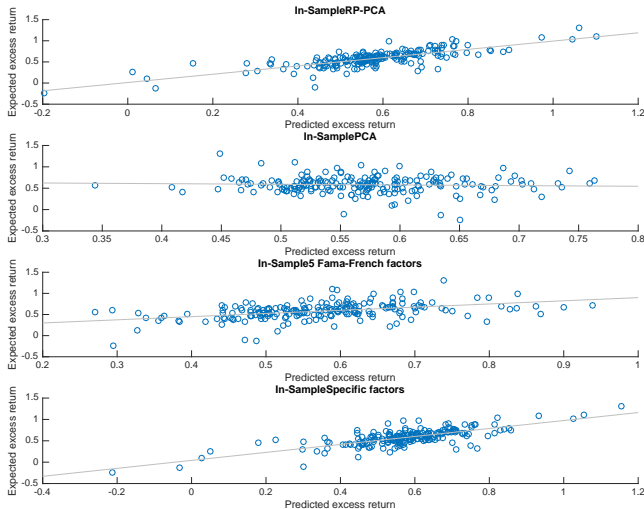 In-SampleRP-PCA
Expected excess return
1.5
1
0.5
0
-0.5
-0.2 0 0.2 0.4 0.6 0.8 1 1.2
Predicted excess return
In-SamplePCA
Expected excess return
1.5
1
0.5
0
-0.5
0.3 0.35 0.4 0.45 0.5 0.55 0.6 0.65 0.7 0.75 0.8
Predicted excess return
In-Sample5 Fama-French factors
Expected excess return
1.5
1
0.5
0
-0.5
0.2 0.3 0.4 0.5 0.6 0.7 0.8 0.9 1
Predicted excess return
In-SampleSpecific factors
Expected excess return
1.5
1
0.5
0
-0.5
-0.4 -0.2 0 0.2 0.4 0.6 0.8 1 1.2
Predicted excess return